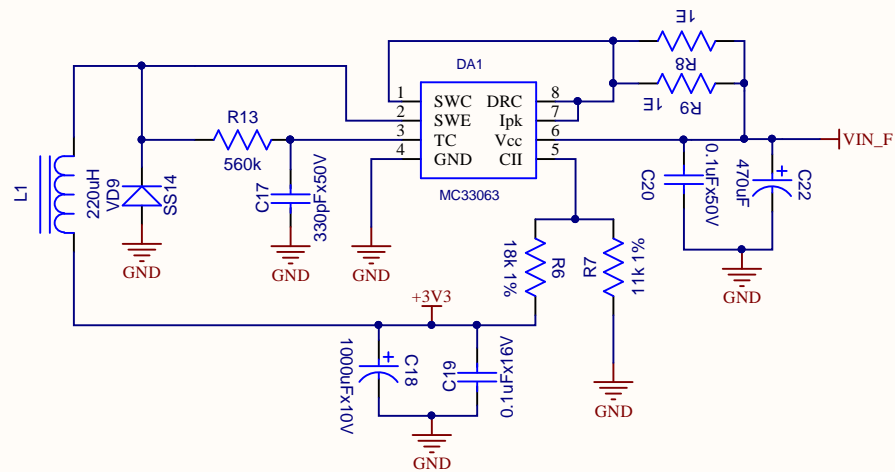 1E
R8
DA1
1E
R9
1
SWC
DRC
8
R13
2
SWE
Ipk
7
3
TC
Vcc
6
VIN_F
560k
4
GND
CII
5
MC33063
L1
220uH
VD9
SS14
C17
330pFx50V
C20
0.1uFx50V
470uF
C22
GND
GND
GND
GND
18k 1%
R6
R7
11k 1%
+3V3
1000uFx10V
C18
C19
0.1uFx16V
GND
GND